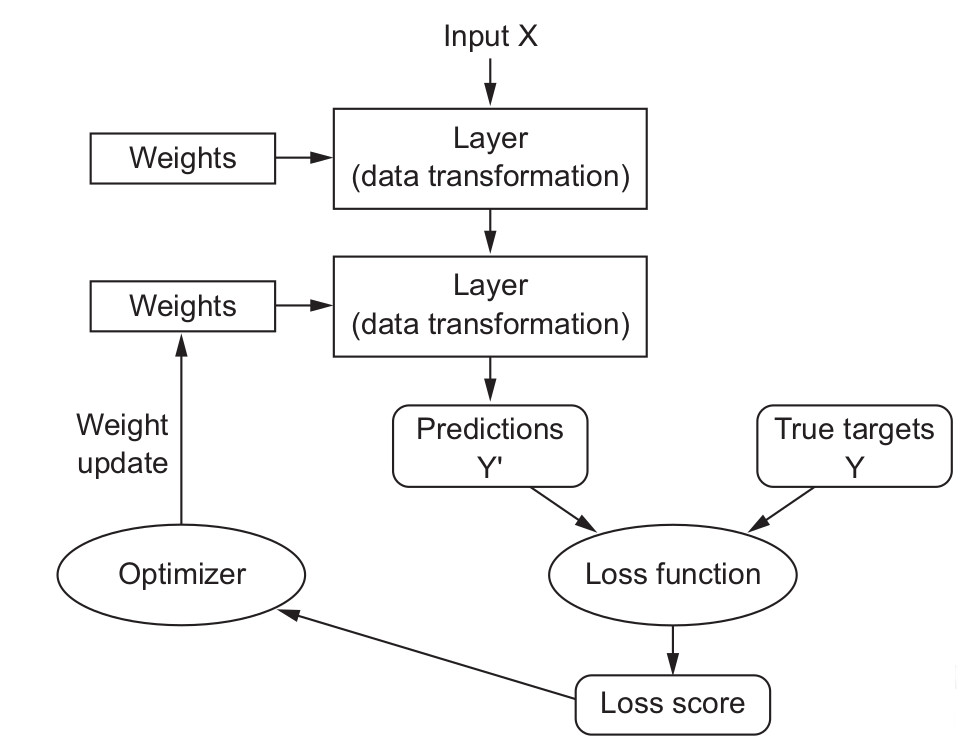 Input X
Weights
Layer
(data transformation)
Weights
Layer
(data transformation)
Weight
update
Predictions
Y'
True targets
Y
Optimizer
Loss function
Loss score